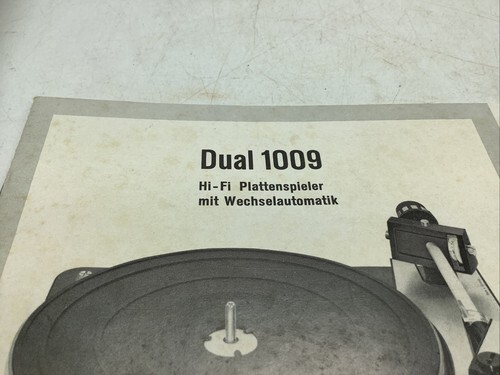 Dual 1009
Hi-Fi Plattenspieler
mit Wechselautomatik